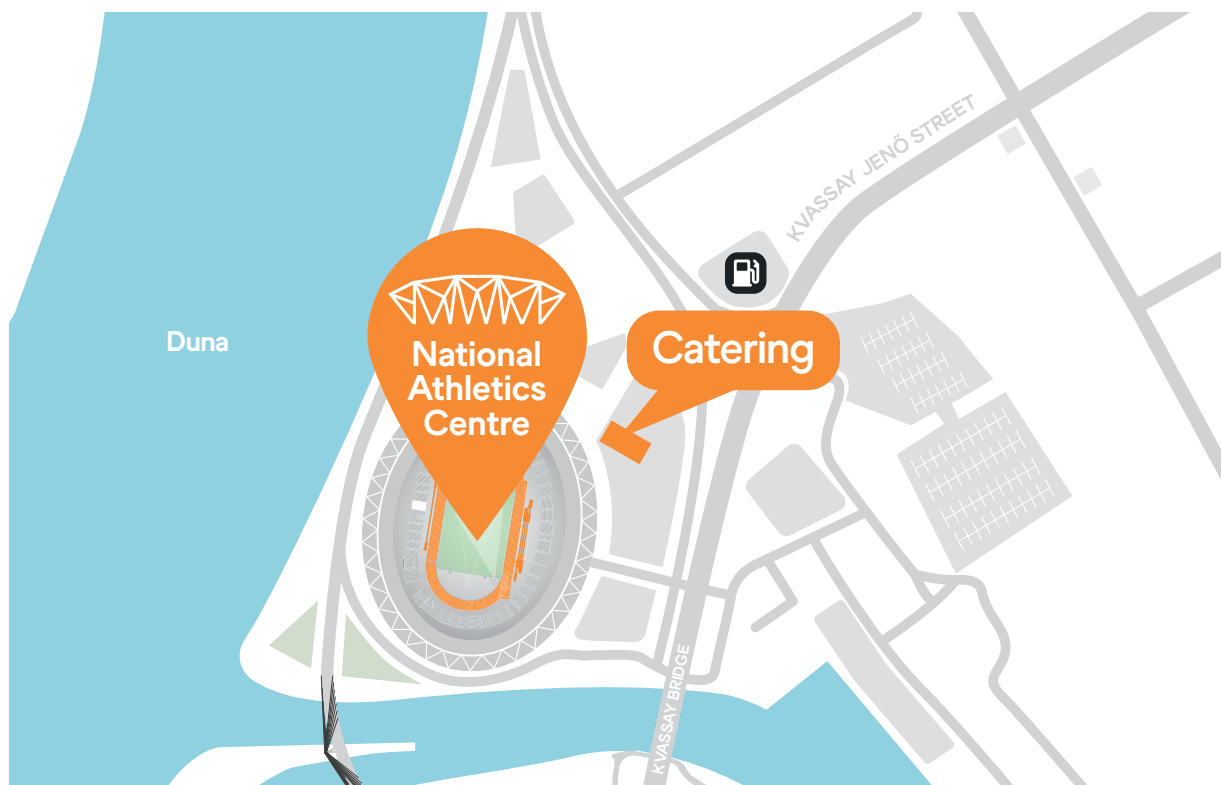 KVASSAY JENŐ STREET
Duna
National
Athletics
Centre
Catering
KVASSAY BRIDGE